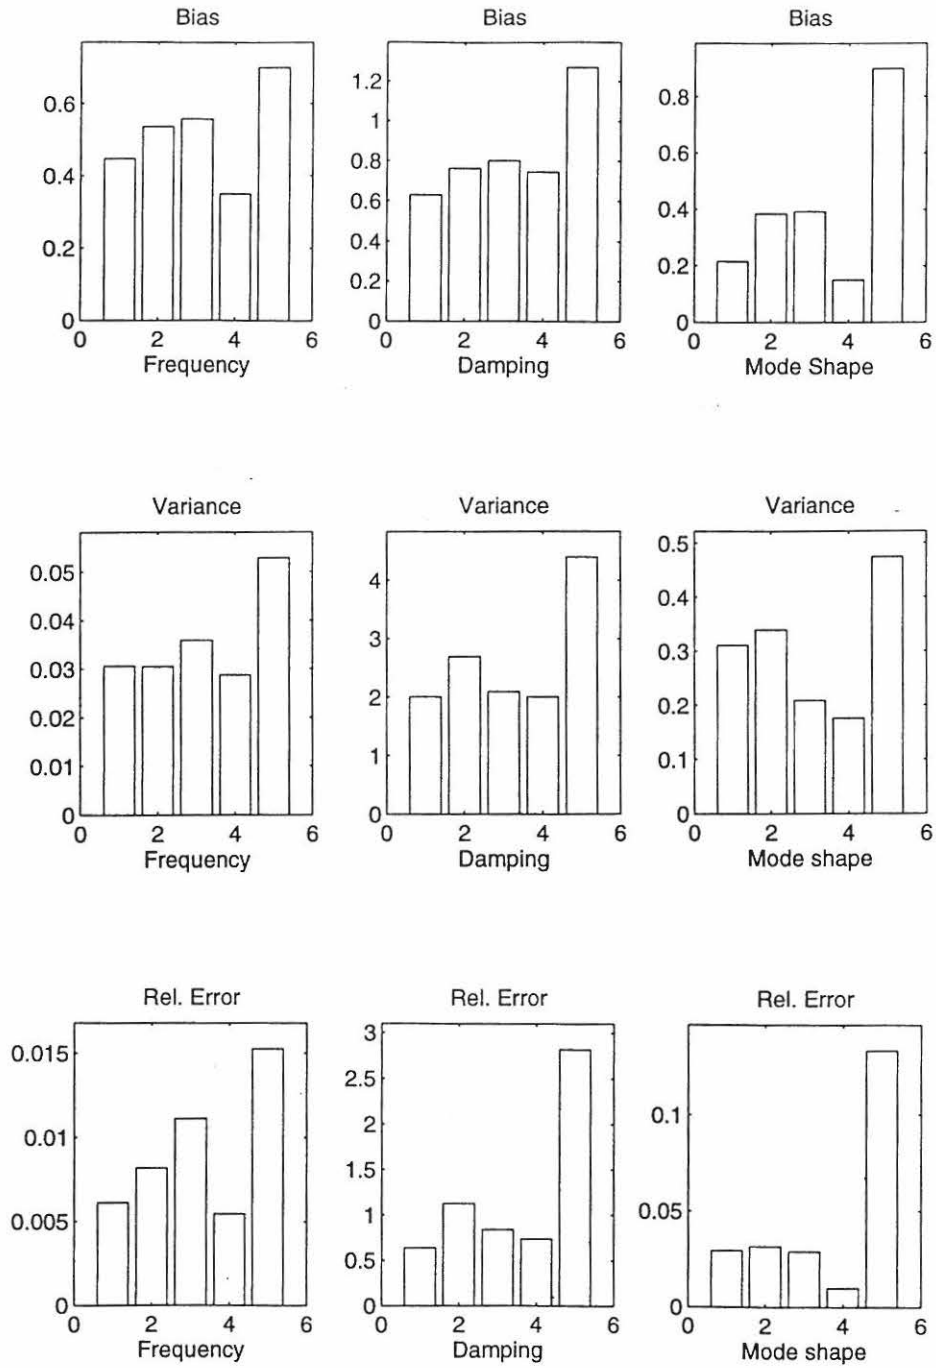 Bias
Bias
Bias
0.6
0.4
0.2
0
0 2 4 6
Frequency
1.2
1
0.8
0.6
0.4
0.2
0
0 2 4 6
Damping
0.8
0.6
0.4
0.2
0
0 2 4 6
Mode Shape
Variance
Variance
Variance
0.05
0.04
0.03
0.02
0.01
0
0 2 4 6
Frequency
4
3
2
1
0
0 2 4 6
Damping
0.5
0.4
0.3
0.2
0.1
0
0 2 4 6
Mode shape
Rel. Error
Rel. Error
Rel. Error
0.015
0.01
0.005
0
0 2 4 6
Frequency
3
2.5
2
1.5
1
0.5
0
0 2 4 6
Damping
0.1
0.05
0
0 2 4 6
Mode shape